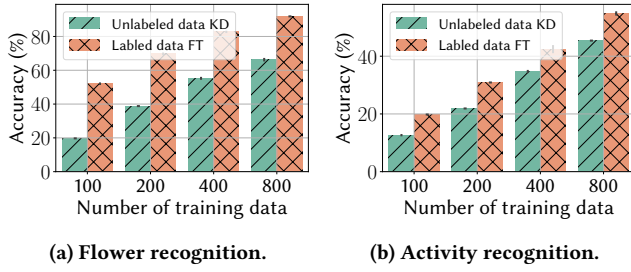 Accuracy (%)
80
60
40
20
0
Unlabeled data KD
Labled data FT
100 200 400 800
Number of training data
(a) Flower recognition.
Accuracy (%)
40
20
0
Unlabeled data KD
Labled data FT
100 200 400 800
Number of training data
(b) Activity recognition.